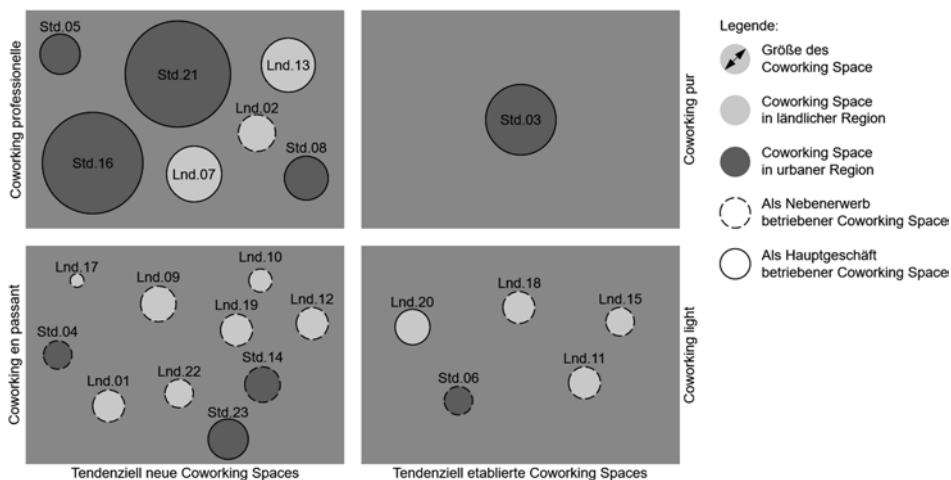 Coworking professionelle
Std.05
Std.21
Lnd.13
Lnd.02
Std.16
Lnd.07
Std.08
Std.03
Coworking pur
Coworking en passant
Lnd.17
Lnd.09
Lnd.10
Lnd.19
Lnd.12
Std.04
Std.14
Lnd.01
Lnd.22
Std.23
Tendenziell neue Coworking Spaces
Lnd.20
Lnd.18
Lnd.15
Lnd.11
Std.06
Coworking light
Tendenziell etablierte Coworking Spaces
Legende:
Größe des
Coworking Space
Coworking Space
in ländlicher Region
Coworking Space
in urbaner Region
Als Nebenerwerb
betriebener Coworking Spaces
Als Hauptgeschäft
betriebener Coworking Spaces